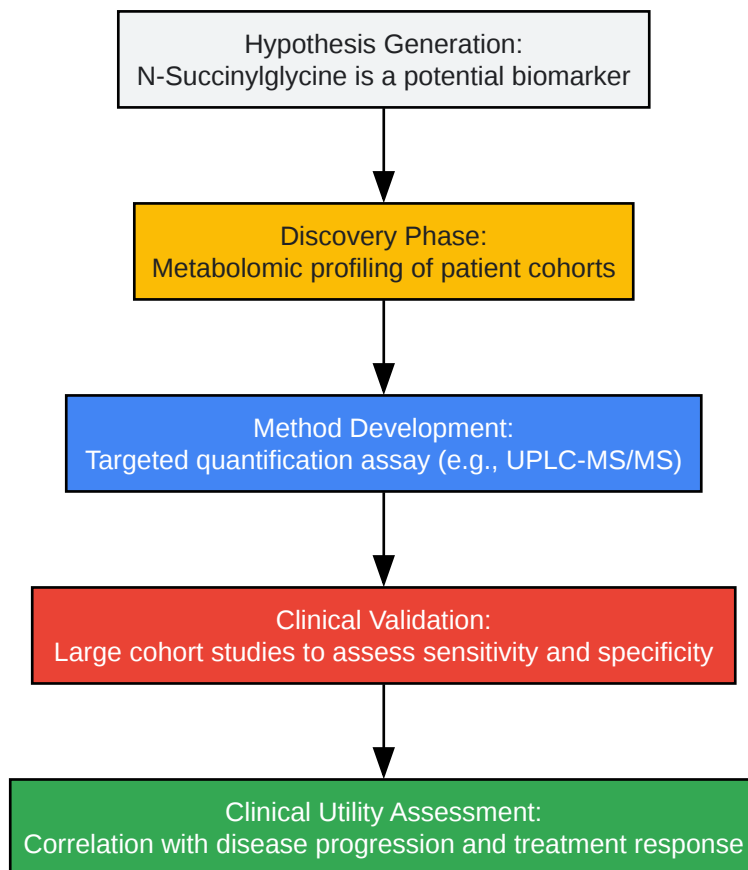 Hypothesis Generation:
N-Succinylglycine is a potential biomarker
Discovery Phase:
Metabolomic profiling of patient cohorts
Method Development:
Targeted quantification assay (e.g., UPLC-MS/MS)
Clinical Validation:
Large cohort studies to assess sensitivity and specificity
Clinical Utility Assessment:
Correlation with disease progression and treatment response